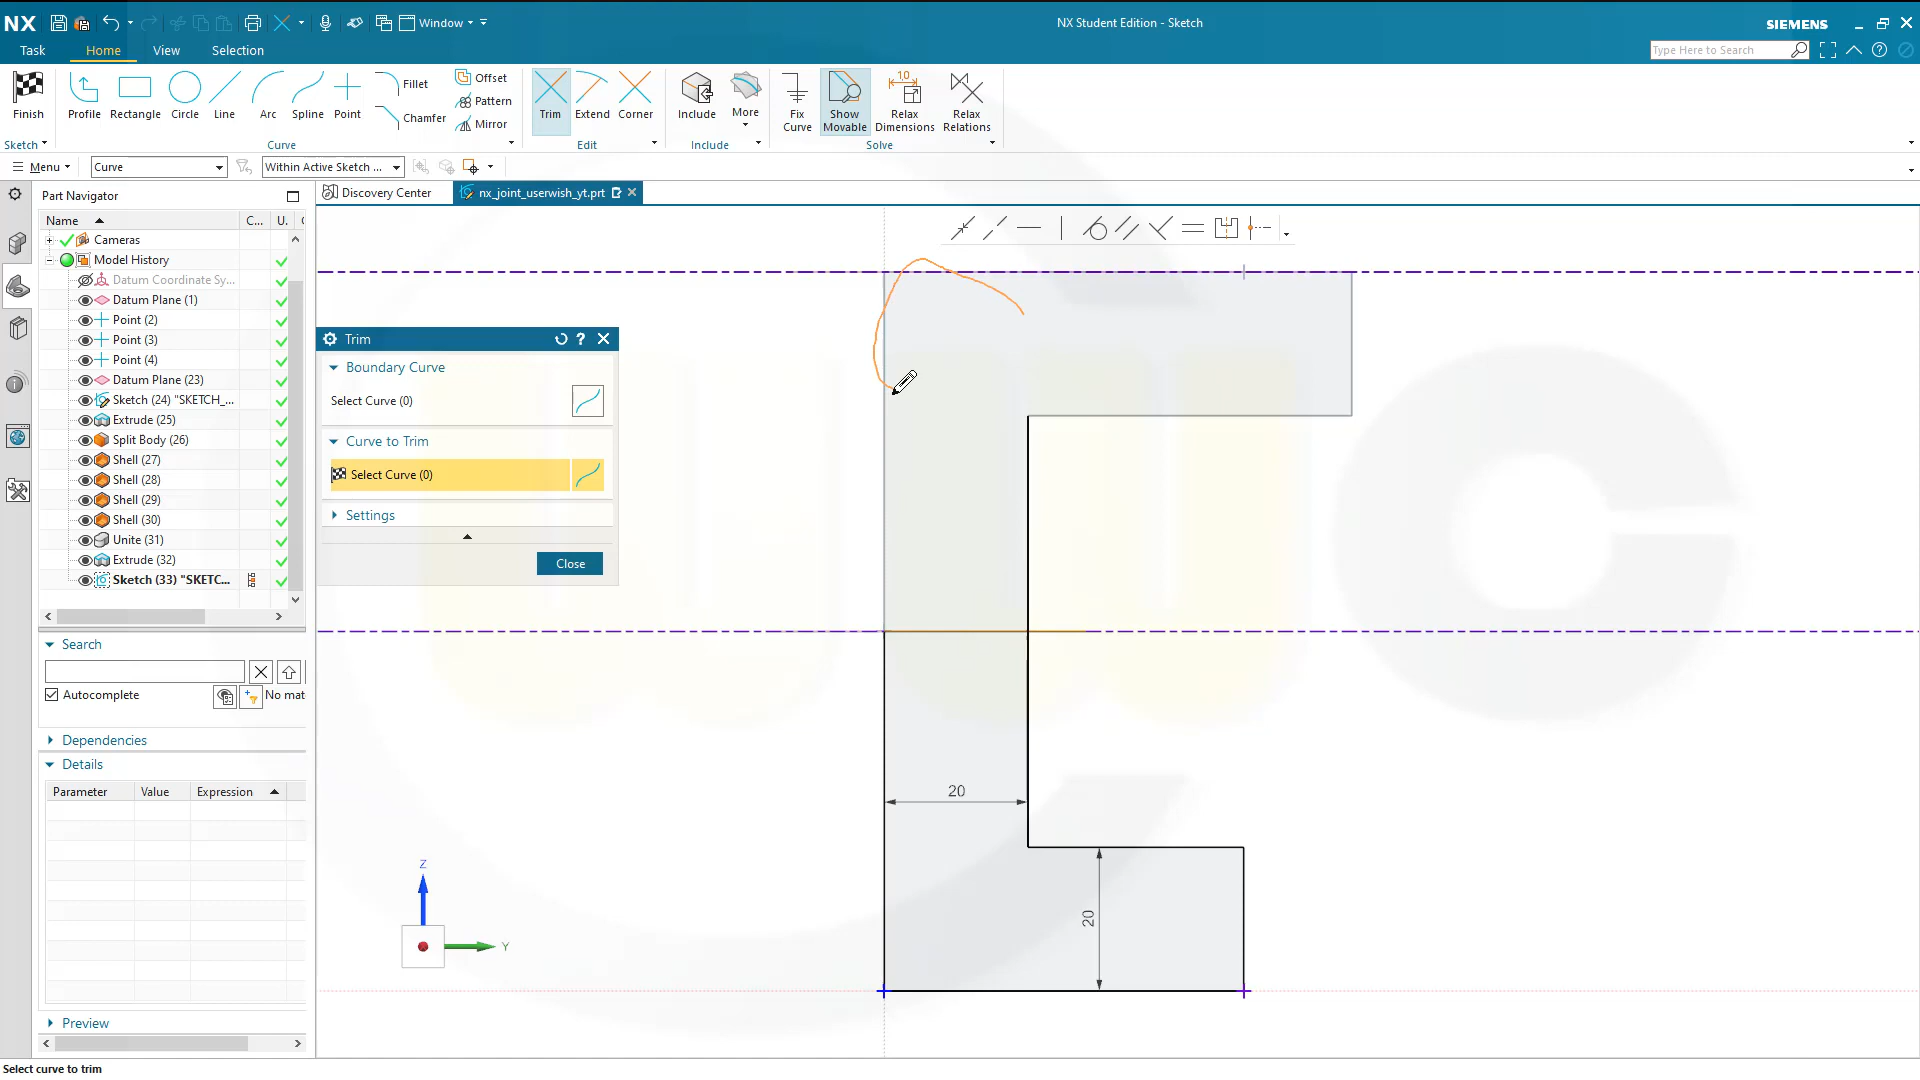 NX
Window
NX Student Edition - Sketch
SIEMENS
Task
Home
View
Selection
Type Here to Search
Finish
Profile
Rectangle
Circle
Line
Arc
Spline
Point
Fillet
Chamfer
Offset
Pattern
Mirror
Trim
Extend
Corner
Include
More
Fix Curve
Show Movable
1,0
Relax Dimensions
Relax Relations
Sketch
Curve
Edit
Include
Solve
Menu
Curve
Within Active Sketch ...
Part Navigator
Discovery Center
nx_joint_userwish_yt.prt
Name
C...
U.
Cameras
Model History
Datum Coordinate Sy...
Datum Plane (1)
Point (2)
Point (3)
Point (4)
Datum Plane (23)
Sketch (24) "SKETCH_...
Extrude (25)
Split Body (26)
Shell (27)
Shell (28)
Shell (29)
Shell (30)
Unite (31)
Extrude (32)
Sketch (33) "SKETC...
Search
Autocomplete
No mat
Dependencies
Details
Parameter
Value
Expression
Preview
Trim
Boundary Curve
Select Curve (0)
Curve to Trim
Select Curve (0)
Settings
Close
20
20
Z
Y
Select curve to trim